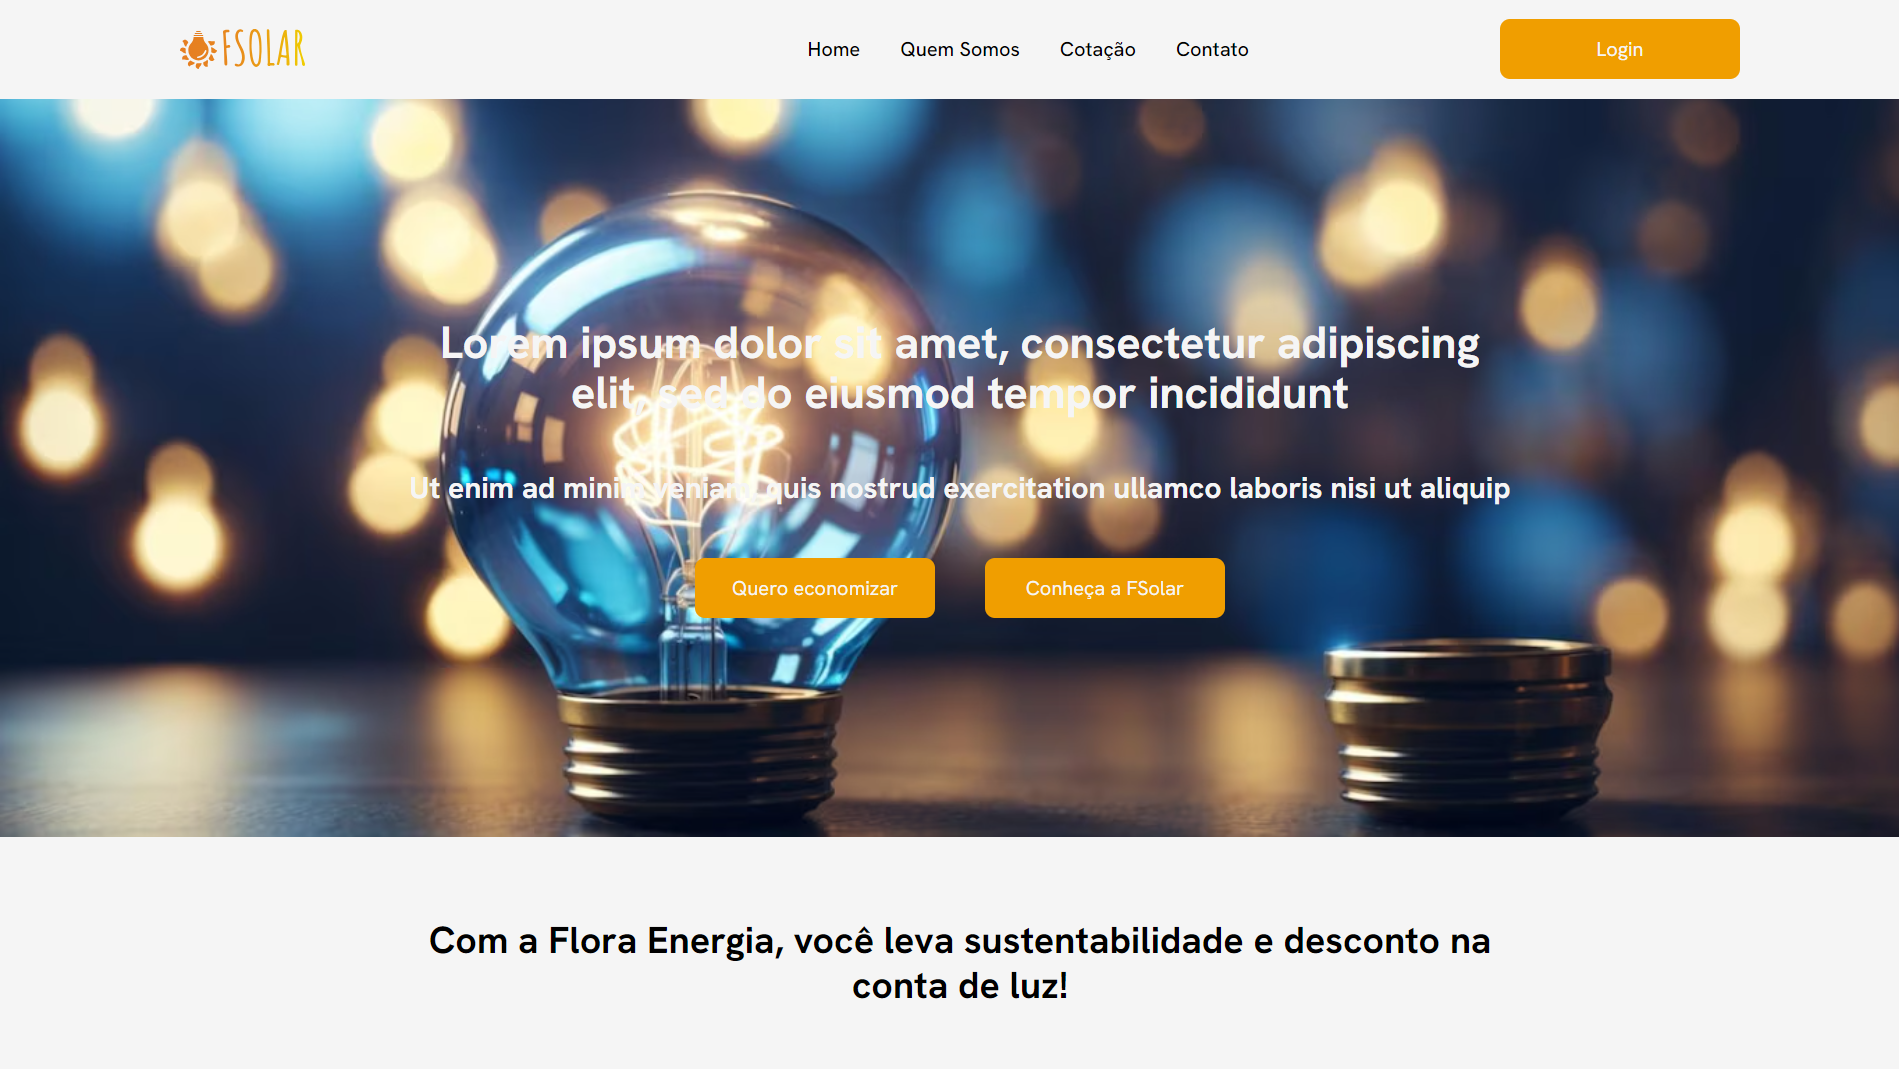 FSOLAR
Home Quem Somos Cotação Contato
Login
Lorem ipsum dolor sit amet, consectetur adipiscing
elit, sed do eiusmod tempor incididunt
Ut enim ad minim veniam, quis nostrud exercitation ullamco laboris nisi ut aliquip
Quero economizar
Conheça a FSolar
Com a Flora Energia, você leva sustentabilidade e desconto na
conta de luz!